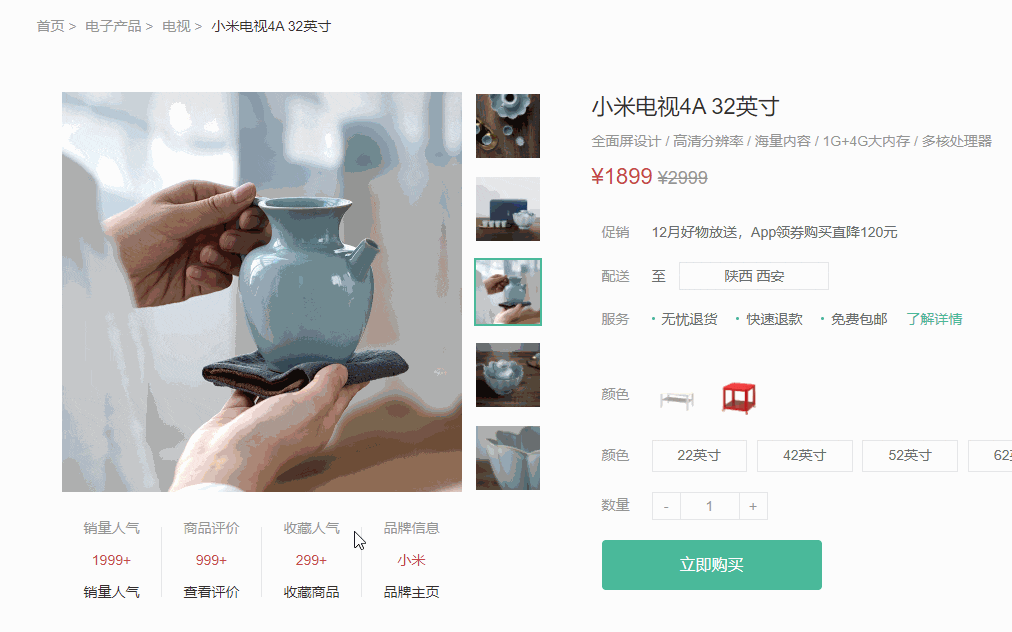 首页 > 电子产品 > 电视 > 小米电视4A 32英寸
小米电视4A 32英寸
全面屏设计 / 高清分辨率 / 海量内容 / 1G+4G大内存 / 多核处理器
¥1899 ¥2999
促销 12月好物放送，App领券购买直降120元
配送 至 陕西 西安
服务 • 无忧退货 • 快速退款 • 免费包邮 了解详情
颜色
颜色 22英寸 42英寸 52英寸 62
数量 - 1 +
立即购买
销量人气 商品评价 收藏人气 品牌信息
1999+ 999+ 299+ 小米
销量人气 查看评价 收藏商品 品牌主页